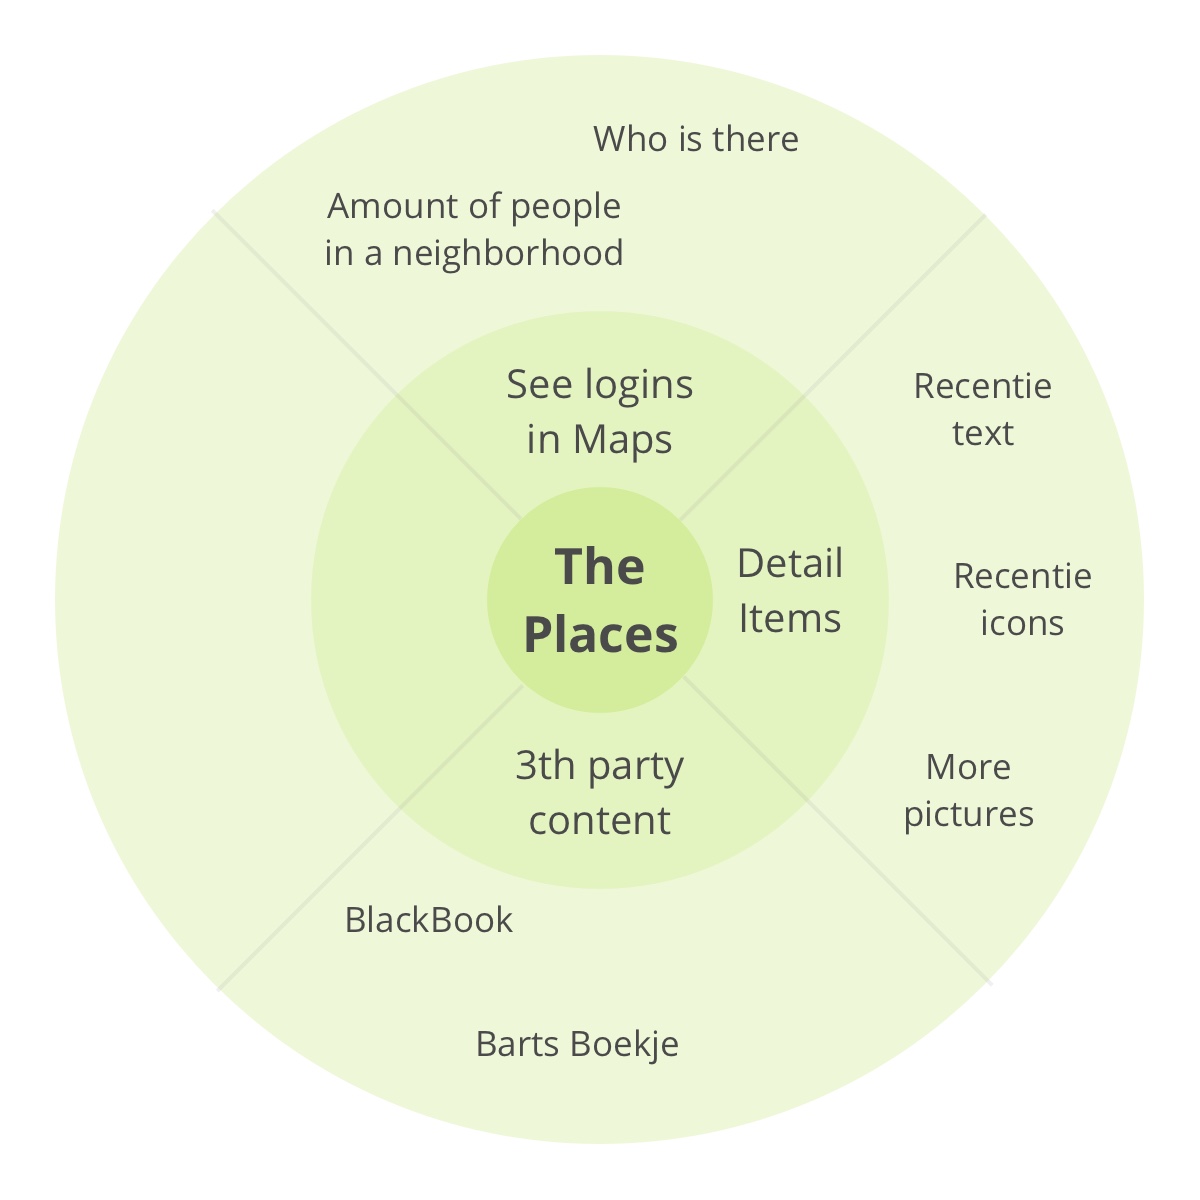 Who is there
Amount of people
in a neighborhood
See logins
in Maps
Recentie
text
The
Places
Detail
Items
Recentie
icons
3th party
content
More
pictures
BlackBook
Barts Boekje